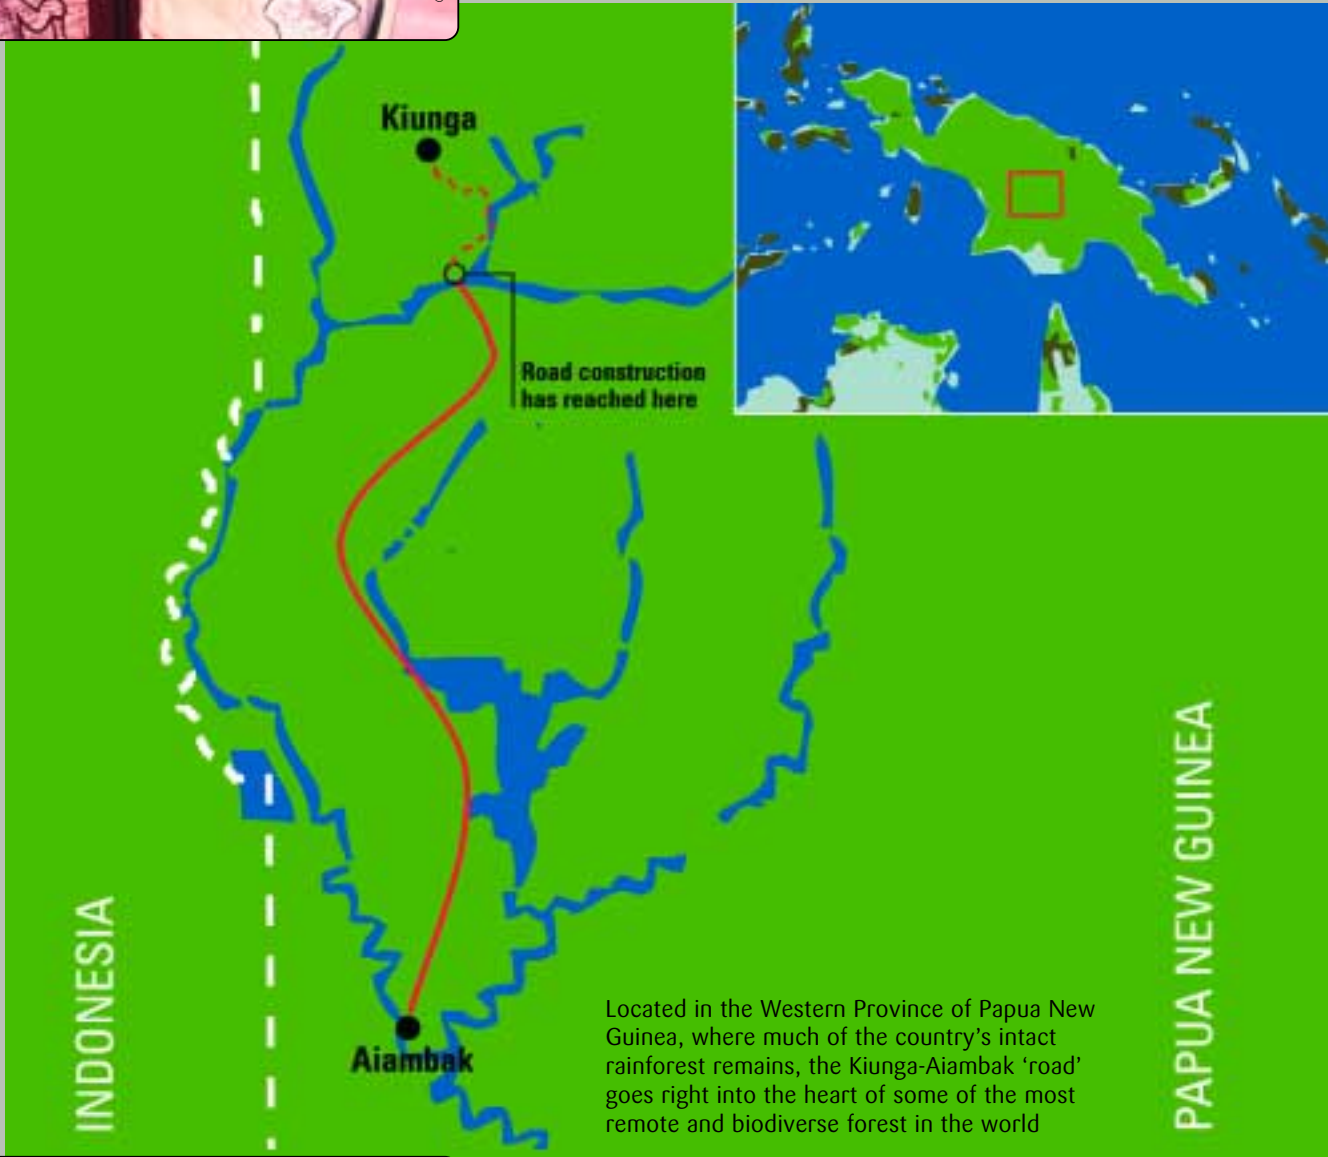 Kiunga
Road construction
has reached here
INDONESIA
PAPUA NEW GUINEA
Aiambak
Located in the Western Province of Papua New
Guinea, where much of the country’s intact
rainforest remains, the Kiunga-Aiambak ‘road’
goes right into the heart of some of the most
remote and biodiverse forest in the world